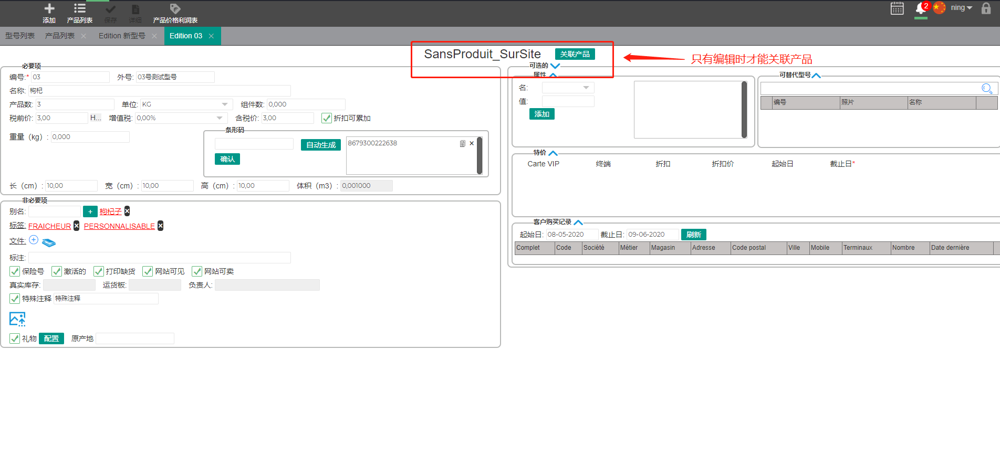 2 ning
添加 产品列表 保存 详细 产品价格利润表
型号列表 产品列表 × Edition 新型号 × Edition 03 ×
SansProduit_SurSite 关联产品
只有编辑时才能关联产品
必要项
编号:* 03 外号: 03号测试型号
名称: 枸杞
产品数: 3 单位: KG 组件数: 0,000
税前价: 3,00 H... 增值税: 0,00% 含税价: 3,00 折扣可累加
重量（kg）: 0,000
条形码
自动生成 8679300222638 ×
确认
长（cm）: 10,00 宽（cm）: 10,00 高（cm）: 10,00 体积（m3）: 0,001000
非必要项
别名: + 枸杞子 ×
标签: FRAICHEUR × PERSONNALISABLE ×
文件:
标注:
保险号 激活的 打印缺货 网站可见 网站可卖
真实库存: 运货板: 负责人:
特殊注释 特殊注释
礼物 配置 原产地
可选的
属性
名:
值:
添加
可替代型号
编号 照片 名称
特价
Carte VIP 终端 折扣 折扣价 起始日 截止日*
客户购买记录
起始日: 08-05-2020 截止日: 09-06-2020 刷新
Complet Code Société Métier Magasin Adresse Code postal Ville Mobile Terminaux Nombre Date dernière